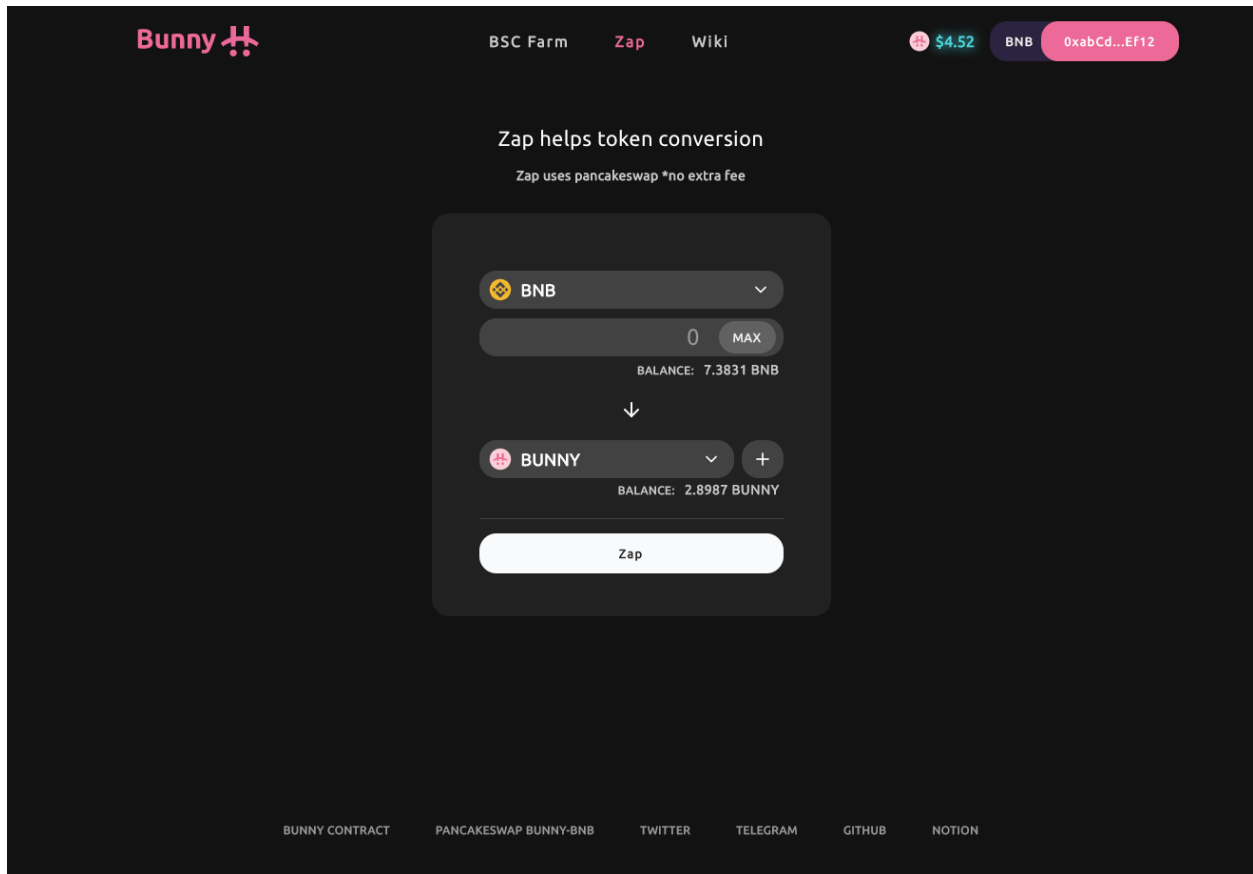 Bunny
BSC Farm Zap Wiki
$4.52 BNB 0xabCd...Ef12
Zap helps token conversion
Zap uses pancakeswap *no extra fee
BNB
0 MAX
BALANCE: 7.3831 BNB
BUNNY
BALANCE: 2.8987 BUNNY
Zap
BUNNY CONTRACT PANCAKESWAP BUNNY-BNB TWITTER TELEGRAM GITHUB NOTION